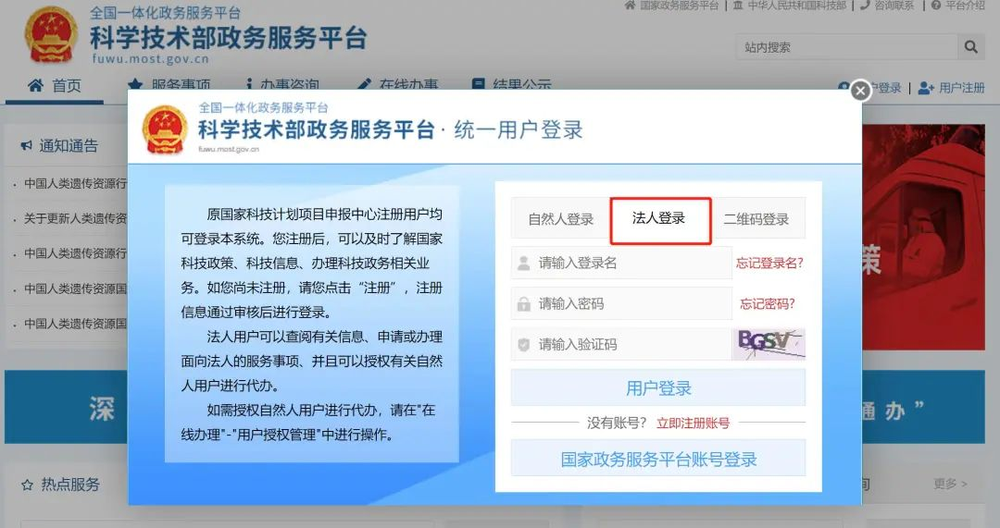 全国一体化政务服务平台
科学技术部政务服务平台
fuwu.most.gov.cn
国家政务服务平台 | 中华人民共和国科技部 | 咨询联系 | 平台介绍
站内搜索
首页 服务事项 办事咨询 在线办事 结果公示
户登录 | 用户注册
通知通告
· 中国人类遗传资源行
· 关于更新人类遗传资
· 中国人类遗传资源行
· 中国人类遗传资源国
· 中国人类遗传资源国
策
深
通办”
热点服务
更多 >
全国一体化政务服务平台
科学技术部政务服务平台 · 统一用户登录
fuwu.most.gov.cn
原国家科技计划项目申报中心注册用户均
可登录本系统。您注册后，可以及时了解国家
科技政策、科技信息、办理科技政务相关业
务。如您尚未注册，请您点击“注册”，注册
信息通过审核后进行登录。
法人用户可以查阅有关信息、申请或办理
面向法人的服务事项、并且可以授权有关自然
人用户进行代办。
如需授权自然人用户进行代办，请在"在
线办理"-"用户授权管理"中进行操作。
自然人登录 法人登录 二维码登录
请输入登录名 忘记登录名?
请输入密码 忘记密码?
请输入验证码 BGSV
用户登录
没有账号? 立即注册账号
国家政务服务平台账号登录